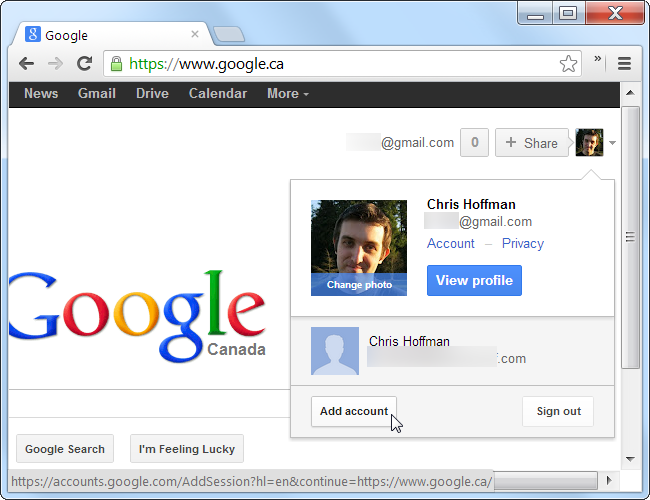 Google
https://www.google.ca
News Gmail Drive Calendar More
@gmail.com 0 + Share
Chris Hoffman
@gmail.com
Account – Privacy
Change photo
View profile
Google
Canada
Chris Hoffman
.com
Add account Sign out
Google Search I'm Feeling Lucky
https://accounts.google.com/AddSession?hl=en&continue=https://www.google.ca/